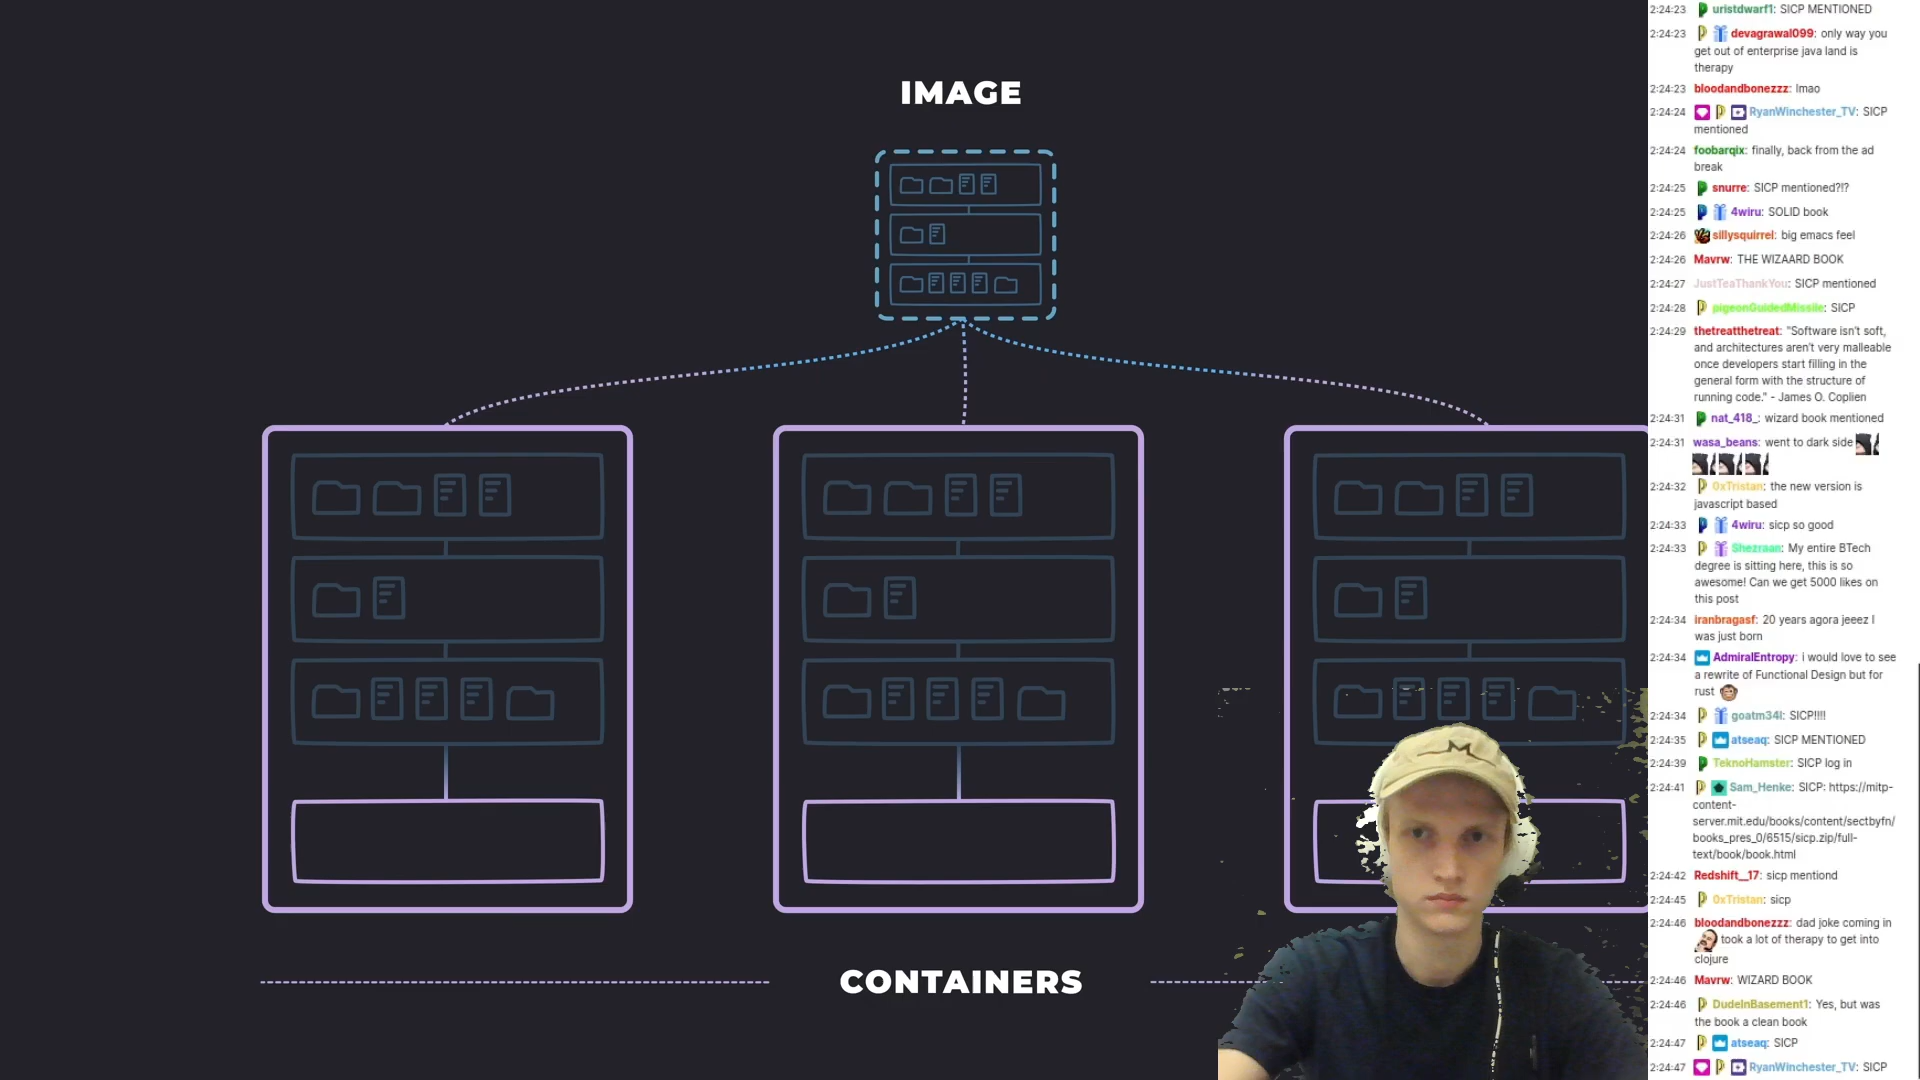 IMAGE
CONTAINERS
2:24:23 uristdwarf1: SICP MENTIONED
2:24:23 devagrawal099: only way you
get out of enterprise java land is
therapy
2:24:23 bloodandbonezzz: lmao
2:24:24 RyanWinchester_TV: SICP
mentioned
2:24:24 foobarqix: finally, back from the ad
break
2:24:25 snurre: SICP mentioned?!?
2:24:25 4wiru: SOLID book
2:24:26 sillysquirrel: big emacs feel
2:24:26 Mavrw: THE WIZAARD BOOK
2:24:27 JustTeaThankYou: SICP mentioned
2:24:28 pigeonGuidedMissile: SICP
2:24:29 thetreatthetreat: "Software isn't soft,
and architectures aren't very malleable
once developers start filling in the
general form with the structure of
running code." - James O. Coplien
2:24:31 nat_418_: wizard book mentioned
2:24:31 wasa_beans: went to dark side
2:24:32 0xTristan: the new version is
javascript based
2:24:33 4wiru: sicp so good
2:24:33 Shezraan: My entire BTech
degree is sitting here, this is so
awesome! Can we get 5000 likes on
this post
2:24:34 iranbragasf: 20 years agora jeeez I
was just born
2:24:34 AdmiralEntropy: i would love to see
a rewrite of Functional Design but for
rust
2:24:34 goatm34l: SICP!!!!
2:24:35 atseaq: SICP MENTIONED
2:24:39 TeknoHamster: SICP log in
2:24:41 Sam_Henke: SICP: https://mitp-
content-
server.mit.edu/books/content/sectbyfn/
books_pres_0/6515/sicp.zip/full-
text/book/book.html
2:24:42 Redshift__17: sicp mentiond
2:24:45 0xTristan: sicp
2:24:46 bloodandbonezzz: dad joke coming in
took a lot of therapy to get into
clojure
2:24:46 Mavrw: WIZARD BOOK
2:24:46 DudeInBasement1: Yes, but was
the book a clean book
2:24:47 atseaq: SICP
2:24:47 RyanWinchester_TV: SICP